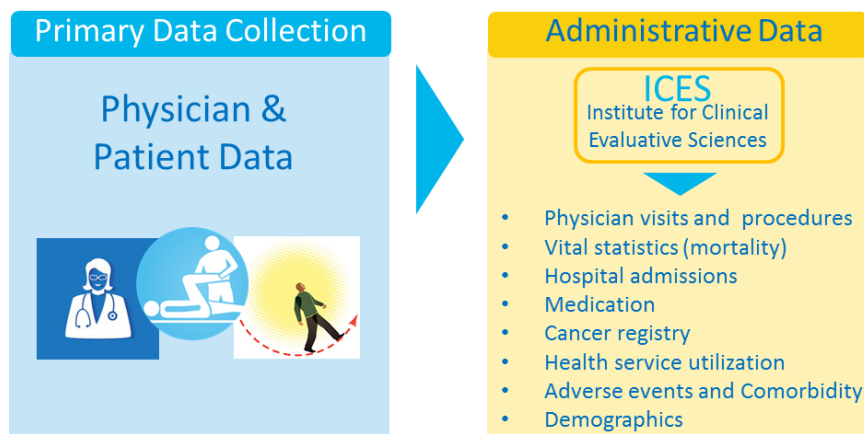 Primary Data Collection
Physician &
Patient Data
Administrative Data
ICES
Institute for Clinical
Evaluative Sciences
• Physician visits and procedures
• Vital statistics (mortality)
• Hospital admissions
• Medication
• Cancer registry
• Health service utilization
• Adverse events and Comorbidity
• Demographics